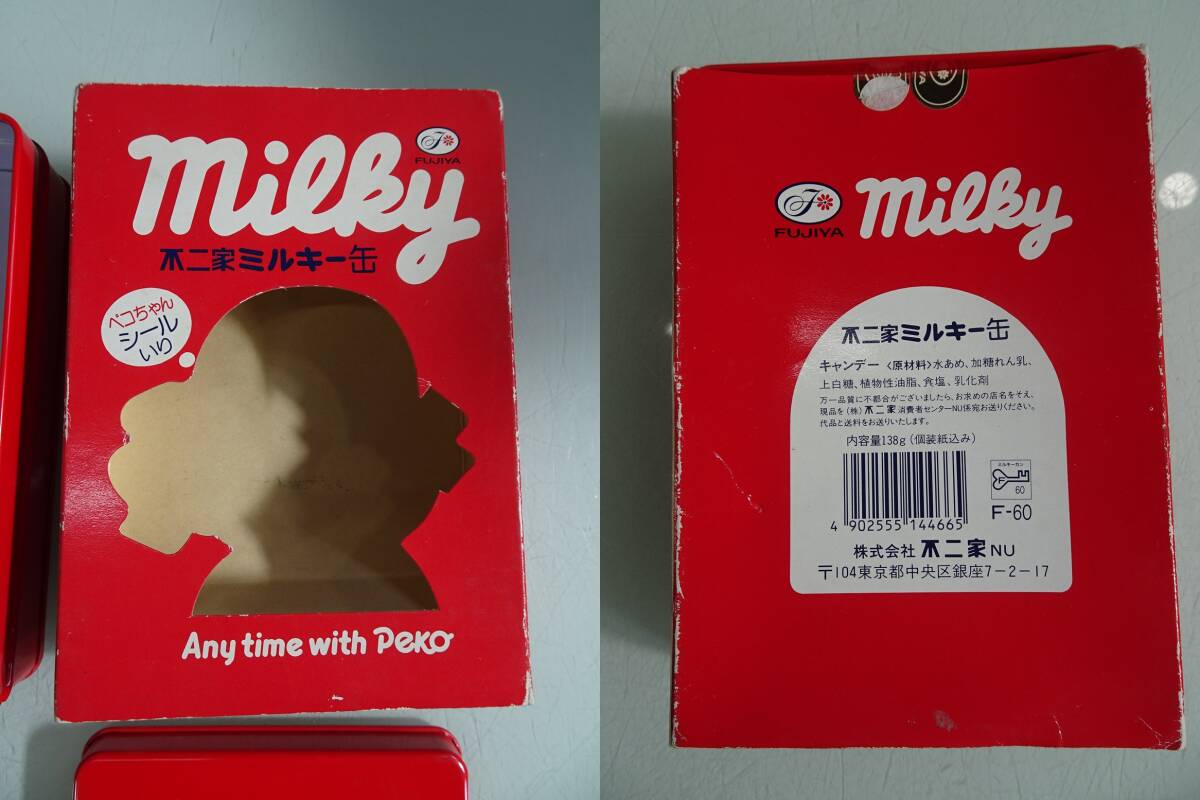 milky
FUJIYA
不二家ミルキー缶
ペコちゃん
シール
いり
Any time with Peko
FUJIYA
milky
不二家ミルキー缶
キャンデー〈原材料〉水あめ、加糖れん乳、
上白糖、植物性油脂、食塩、乳化剤
万一品質に不都合がございましたら、お求めの店名をそえ、
現品を(株)不二家消費者センターNU係宛お送りください。
代品と送料をお送りいたします。
内容量138g(個装紙込み)
4 902555 144665
ミルキーカン
F
60
F-60
株式会社 不二家 NU
〒104東京都中央区銀座7-2-17